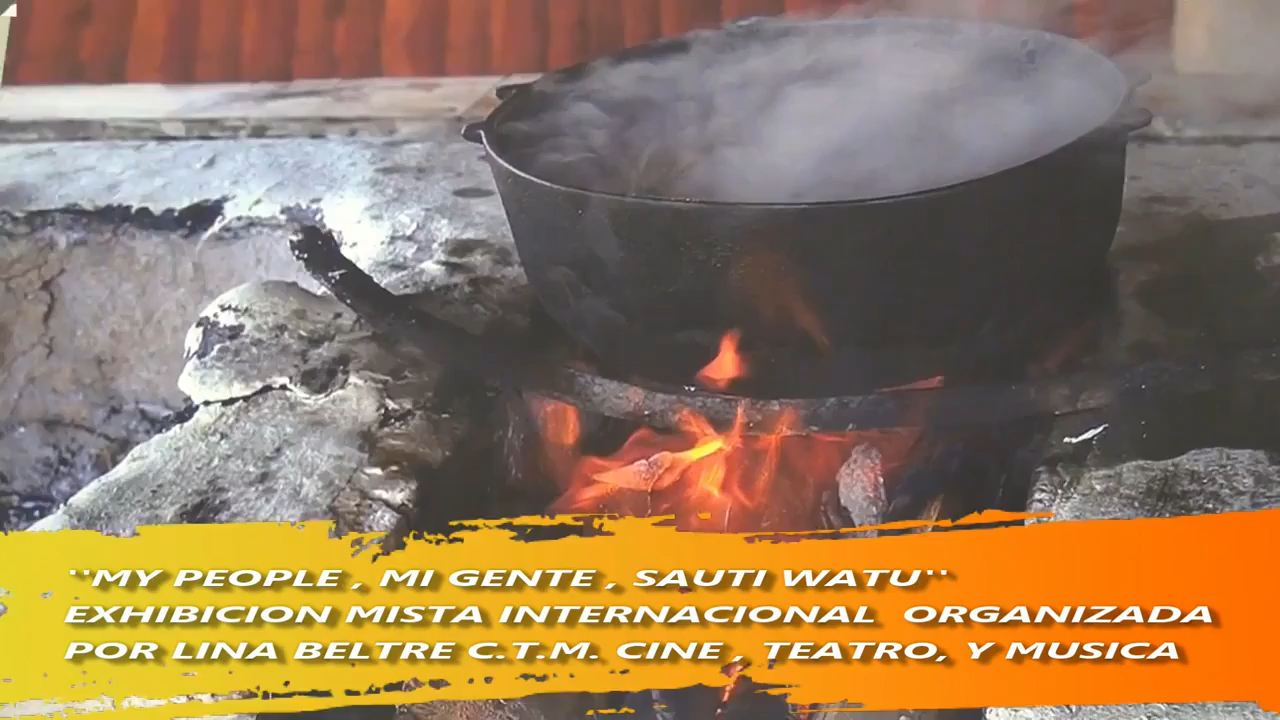 ``MY PEOPLE , MI GENTE , SAUTI WATU``
EXHIBICION MISTA INTERNACIONAL ORGANIZADA
POR LINA BELTRE C.T.M. CINE , TEATRO, Y MUSICA